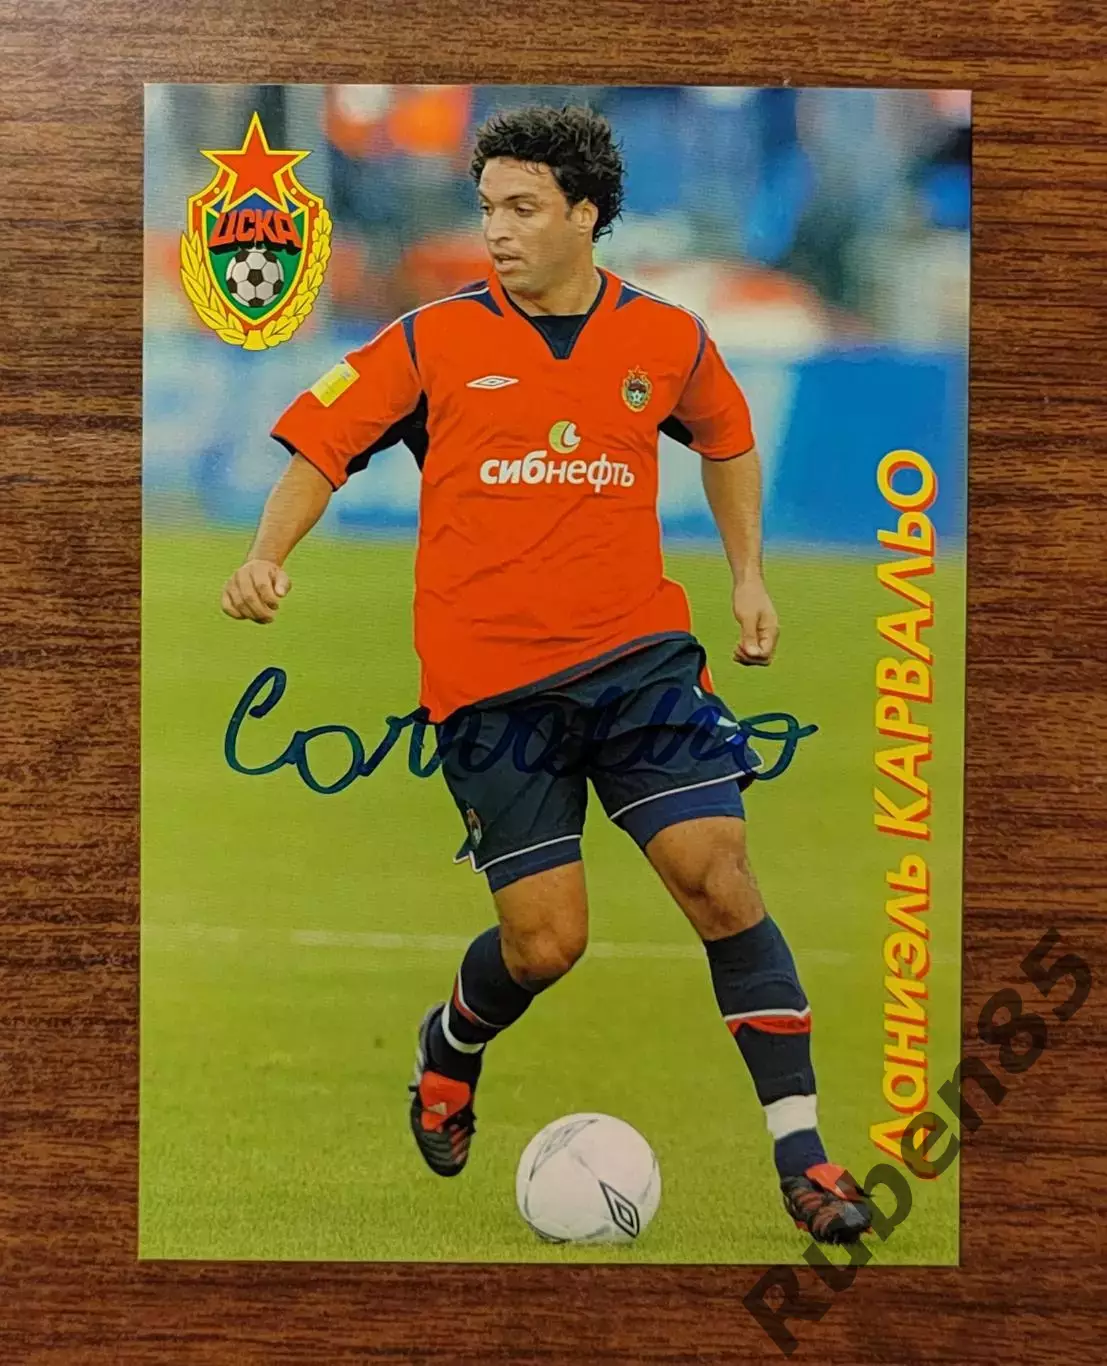 ЦСКА
сибнефть
Даниэль КАРВАЛЬО
Carvalho
Ruben85